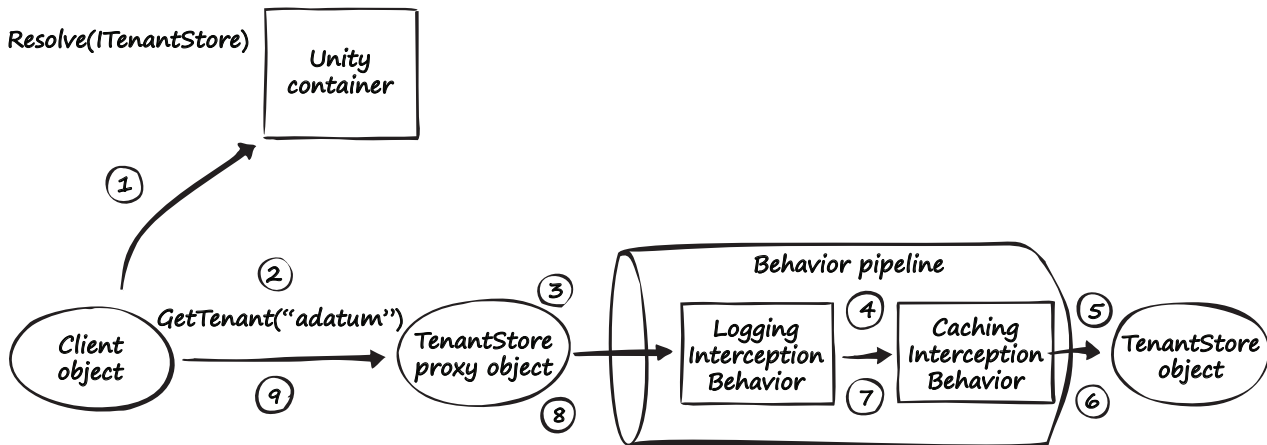 Resolve(ITenantStore)
Unity
container
1
2
GetTenant("adatum")
Client
object
9
3
TenantStore
proxy object
8
Behavior pipeline
Logging
Interception
Behavior
4
7
Caching
Interception
Behavior
5
TenantStore
object
6